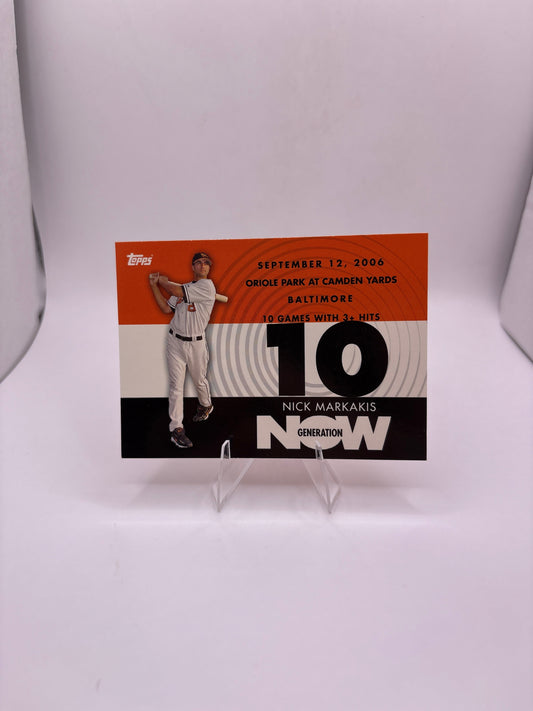 Topps
SEPTEMBER 12, 2006
ORIOLE PARK AT CAMDEN YARDS
BALTIMORE
10 GAMES WITH 3+ HITS
10
NICK MARKAKIS
GENERATION
NOW